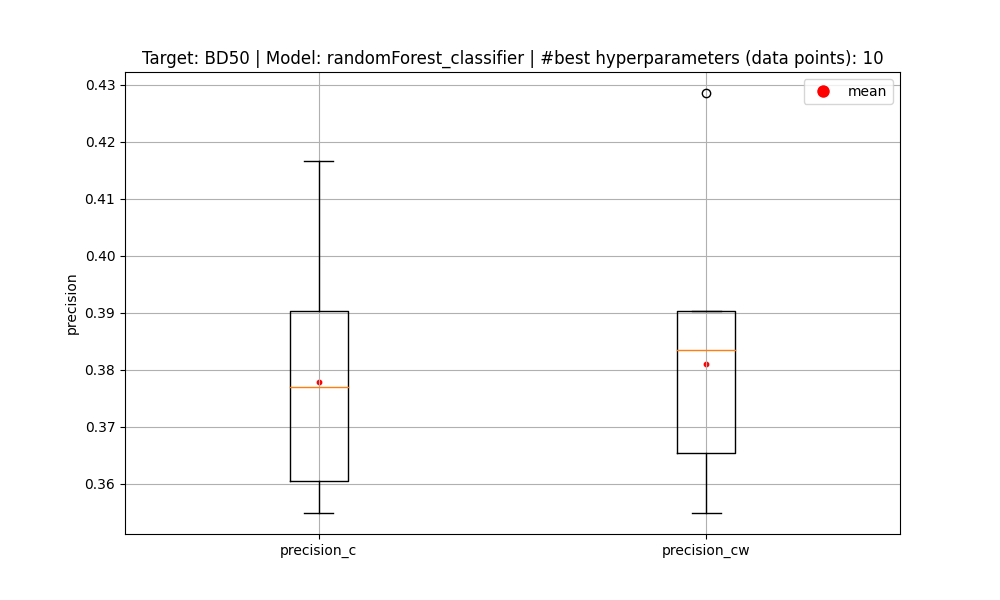 Target: BD50 | Model: randomForest_classifier | #best hyperparameters (data points): 10
mean
0.43
0.42
0.41
0.40
0.39
0.38
0.37
0.36
precision
precision_c
precision_cw